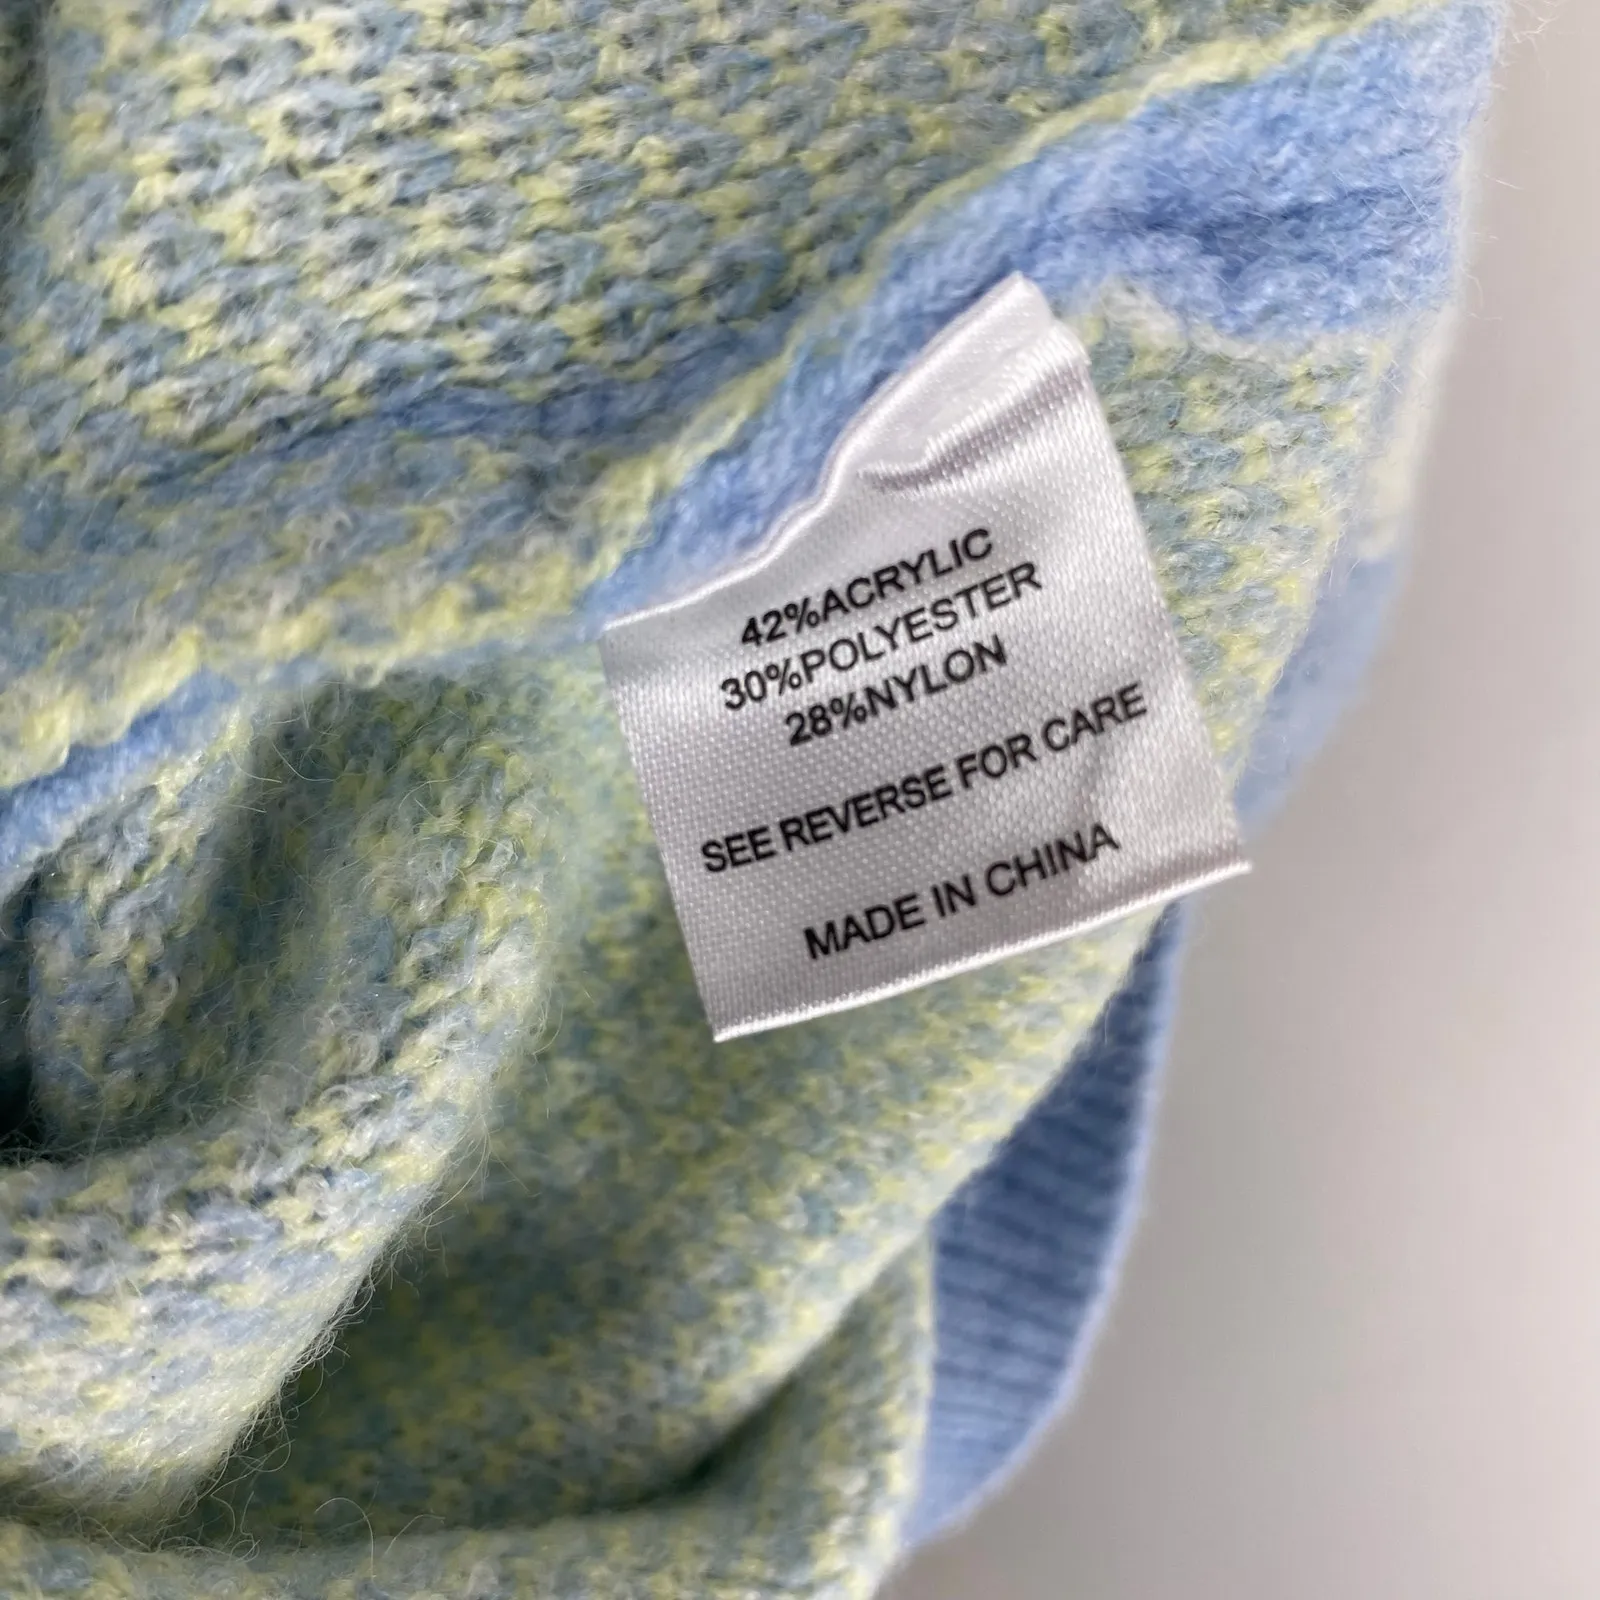 42%ACRYLIC
30%POLYESTER
28%NYLON
SEE REVERSE FOR CARE
MADE IN CHINA